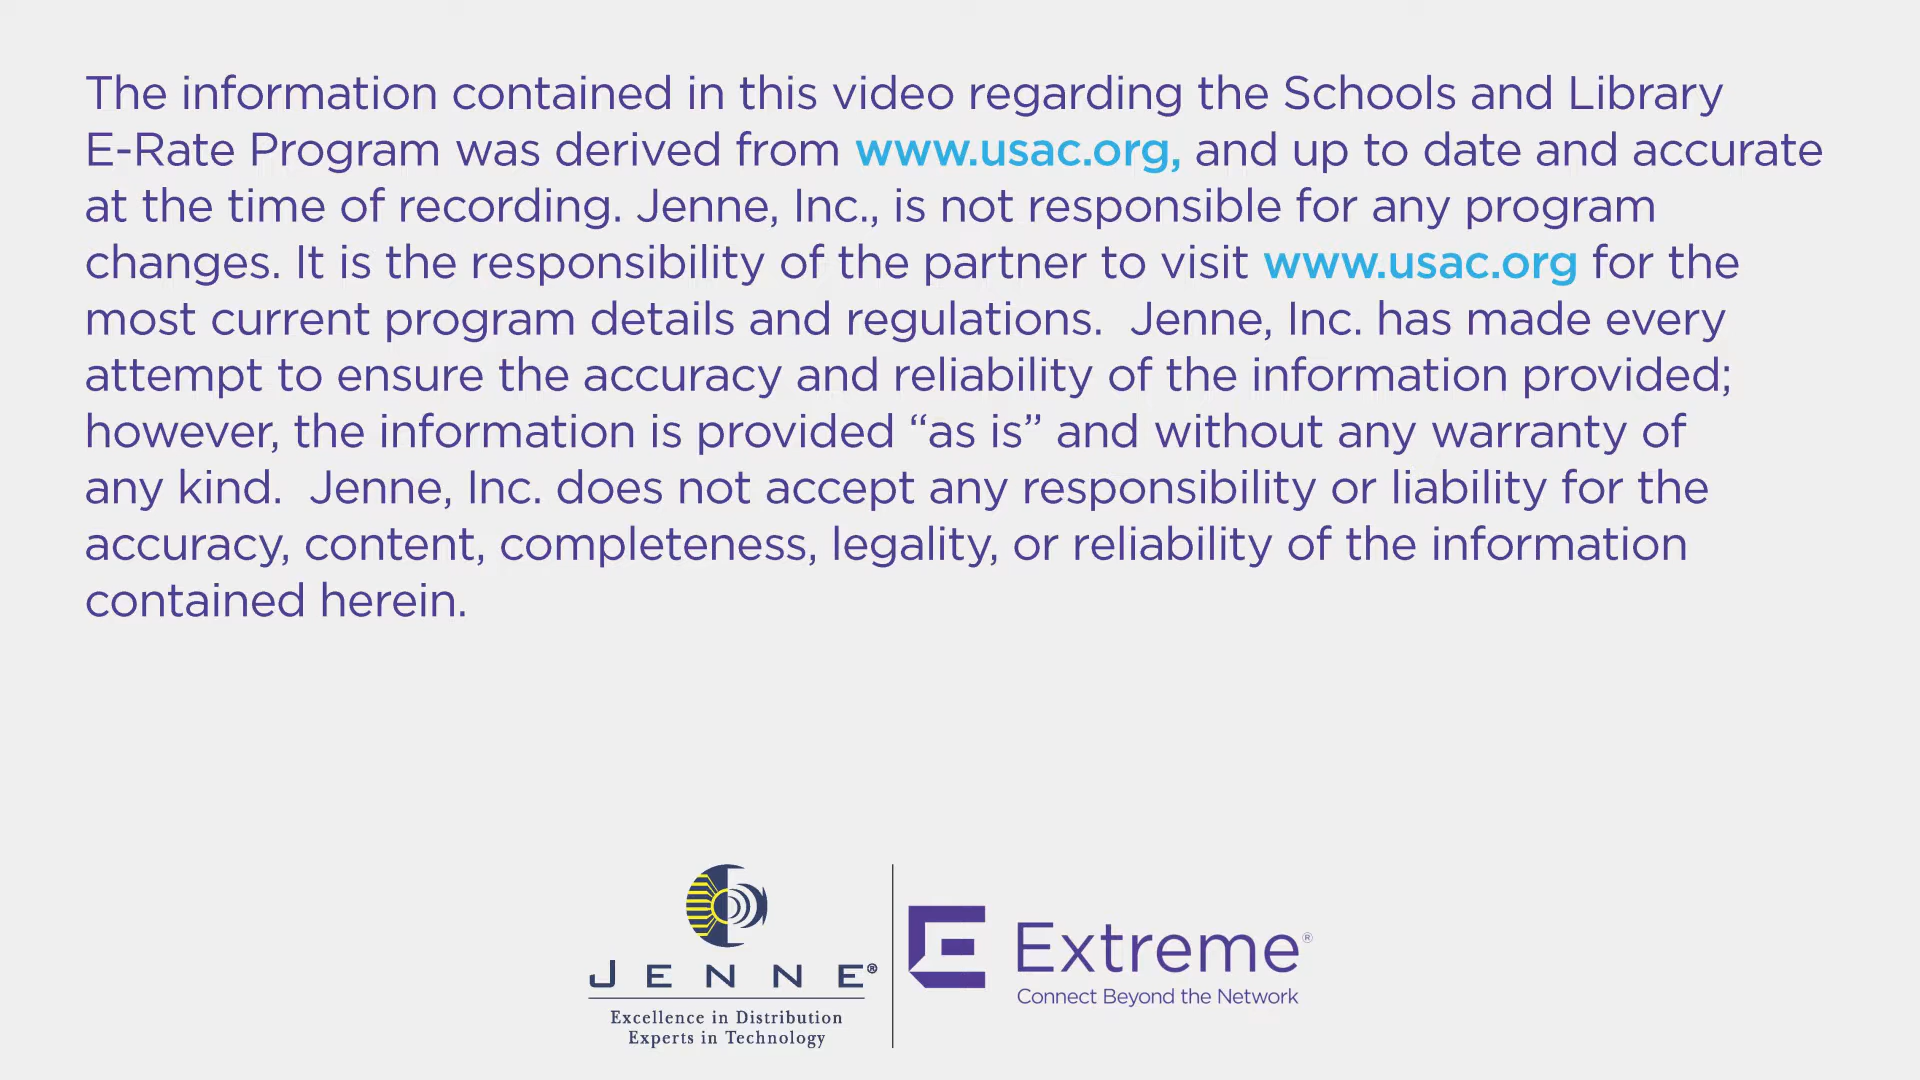 The information contained in this video regarding the Schools and Library
E-Rate Program was derived from www.usac.org, and up to date and accurate
at the time of recording. Jenne, Inc., is not responsible for any program
changes. It is the responsibility of the partner to visit www.usac.org for the
most current program details and regulations.  Jenne, Inc. has made every
attempt to ensure the accuracy and reliability of the information provided;
however, the information is provided “as is” and without any warranty of
any kind.  Jenne, Inc. does not accept any responsibility or liability for the
accuracy, content, completeness, legality, or reliability of the information
contained herein.
JENNE®
Excellence in Distribution
Experts in Technology
Extreme®
Connect Beyond the Network